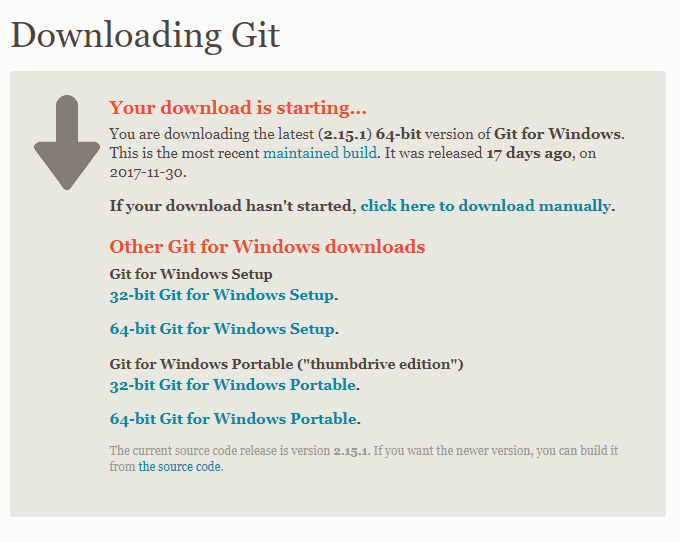 Downloading Git
Your download is starting...
You are downloading the latest (2.15.1) 64-bit version of Git for Windows.
This is the most recent maintained build. It was released 17 days ago, on
2017-11-30.
If your download hasn't started, click here to download manually.
Other Git for Windows downloads
Git for Windows Setup
32-bit Git for Windows Setup.
64-bit Git for Windows Setup.
Git for Windows Portable ("thumbdrive edition")
32-bit Git for Windows Portable.
64-bit Git for Windows Portable.
The current source code release is version 2.15.1. If you want the newer version, you can build it
from the source code.